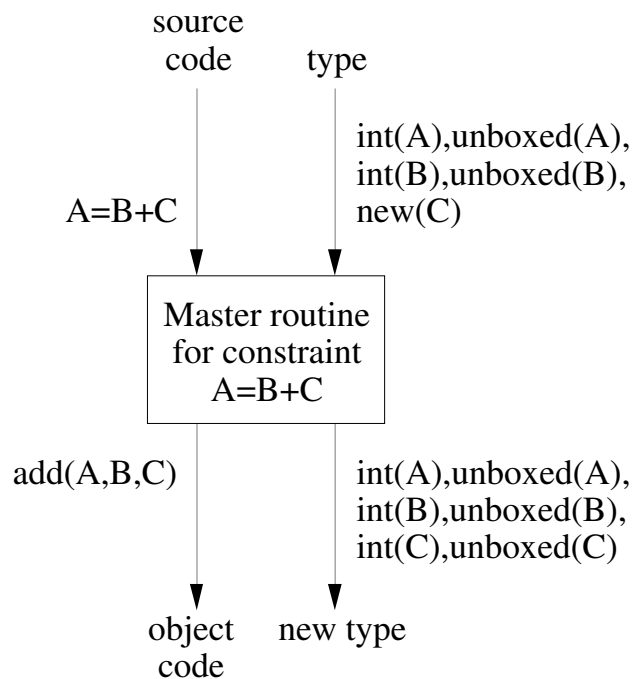 source
code
type
int(A),unboxed(A),
int(B),unboxed(B),
new(C)
A=B+C
Master routine
for constraint
A=B+C
add(A,B,C)
int(A),unboxed(A),
int(B),unboxed(B),
int(C),unboxed(C)
object
code
new type